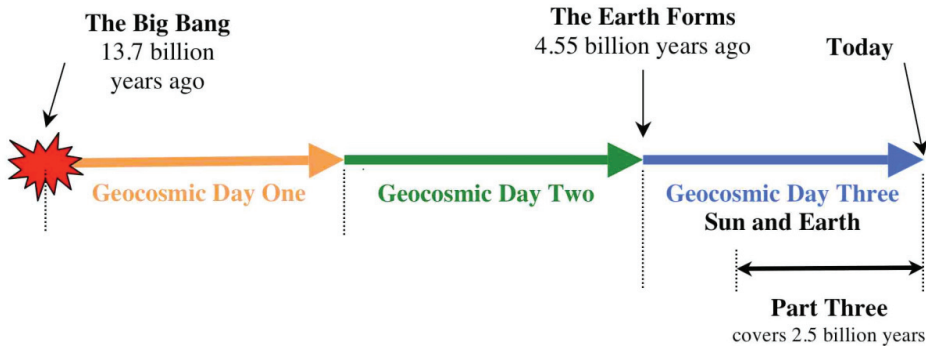 The Big Bang
13.7 billion
years ago
The Earth Forms
4.55 billion years ago
Today
Geocosmic Day One
Geocosmic Day Two
Geocosmic Day Three
Sun and Earth
Part Three
covers 2.5 billion years